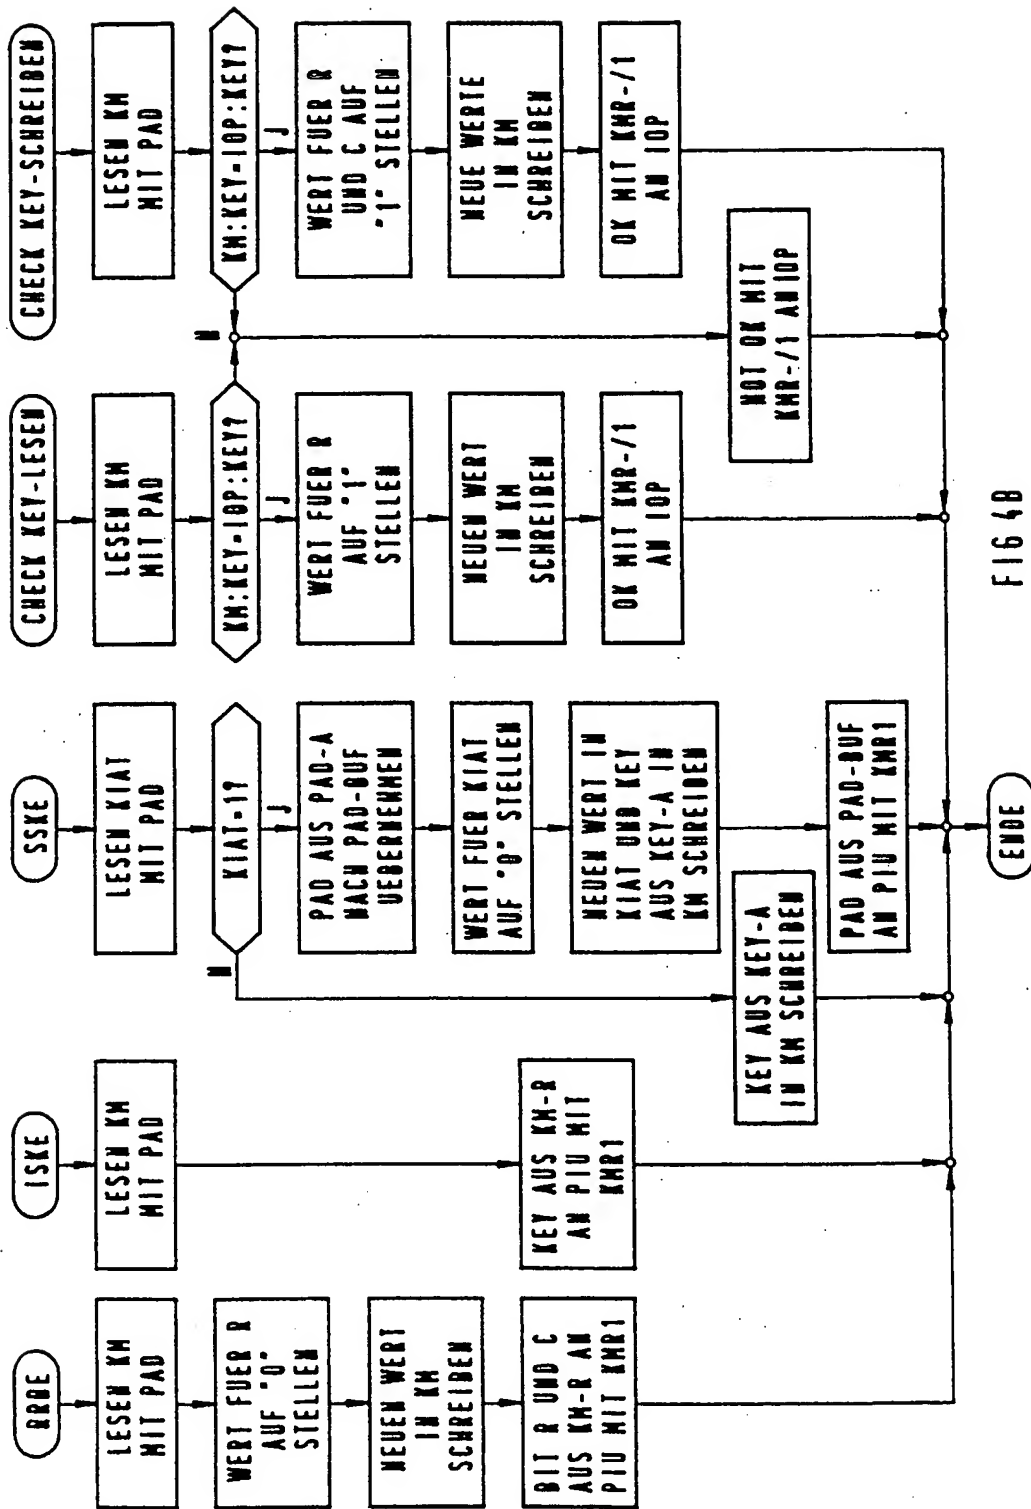 RRBE
LESEN KM
MIT PAD
WERT FUER R
AUF "0"
STELLEN
NEUEN WERT
IN KM
SCHREIBEN
BIT R UND C
AUS KM-R AN
PIU MIT KMR1
ISKE
LESEN KM
MIT PAD
KEY AUS KM-R
AN PIU MIT
KMR1
SSKE
LESEN KIAT
MIT PAD
KIAT=1?
N
J
PAD AUS PAD-A
NACH PAD-BUF
UEBERNEHMEN
WERT FUER KIAT
AUF "0" STELLEN
NEUEN WERT IN
KIAT UND KEY
AUS KEY-A IN
KM SCHREIBEN
KEY AUS KEY-A
IN KM SCHREIBEN
PAD AUS PAD-BUF
AN PIU MIT KMR1
CHECK KEY-LESEN
LESEN KM
MIT PAD
KM:KEY=IOP:KEY?
N
J
WERT FUER R
AUF "1"
STELLEN
NEUEN WERT
IN KM
SCHREIBEN
OK MIT KMR-/1
AN IOP
NOT OK MIT
KMR-/1 AN IOP
CHECK KEY-SCHREIBEN
LESEN KM
MIT PAD
KM:KEY=IOP:KEY?
J
WERT FUER R
UND C AUF
"1" STELLEN
NEUE WERTE
IN KM
SCHREIBEN
OK MIT KMR-/1
AN IOP
ENDE
FIG 4B